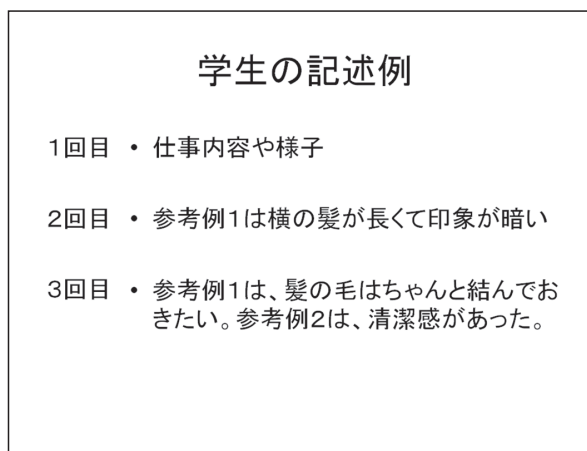 学生の記述例
1回目 • 仕事内容や様子
2回目 • 参考例1は横の髪が長くて印象が暗い
3回目 • 参考例1は、髪の毛はちゃんと結んでお
きたい。参考例2は、清潔感があった。